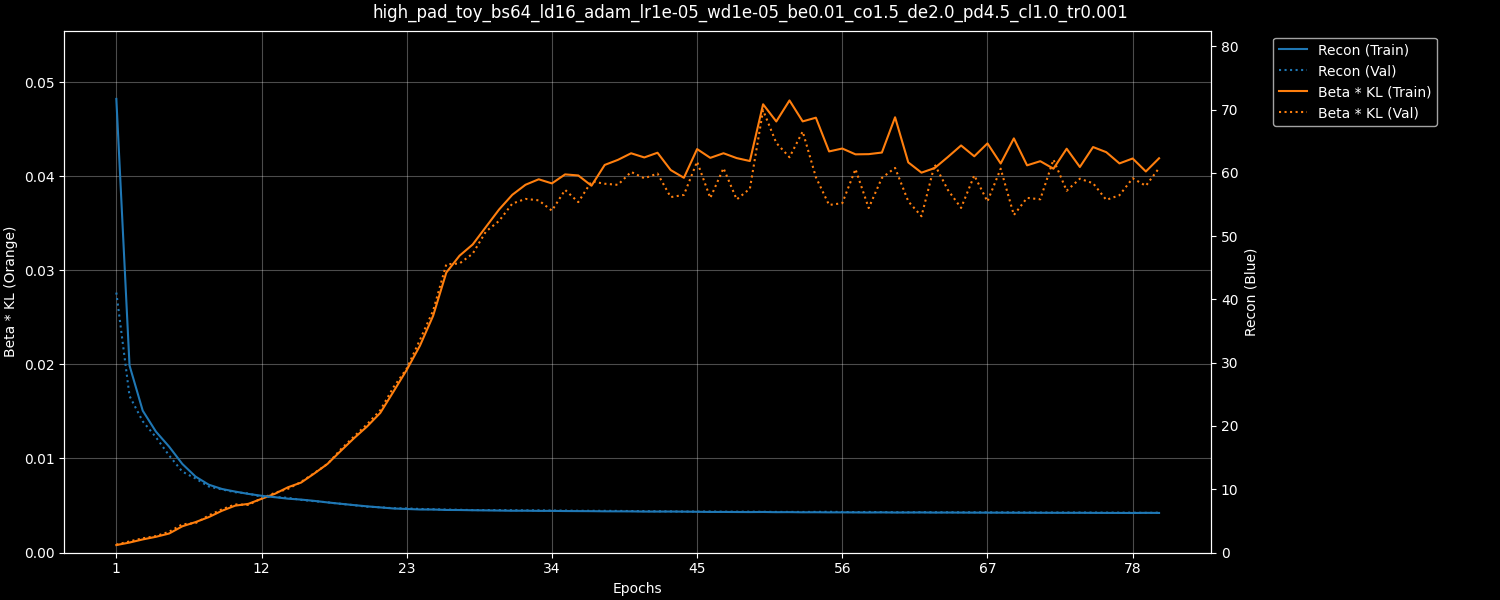 high_pad_toy_bs64_ld16_adam_lr1e-05_wd1e-05_be0.01_co1.5_de2.0_pd4.5_cl1.0_tr0.001
Recon (Train)
Recon (Val)
Beta * KL (Train)
Beta * KL (Val)
Beta * KL (Orange)
0.05
0.04
0.03
0.02
0.01
0.00
80
70
60
50
40
30
20
10
0
Recon (Blue)
1 12 23 34 45 56 67 78
Epochs